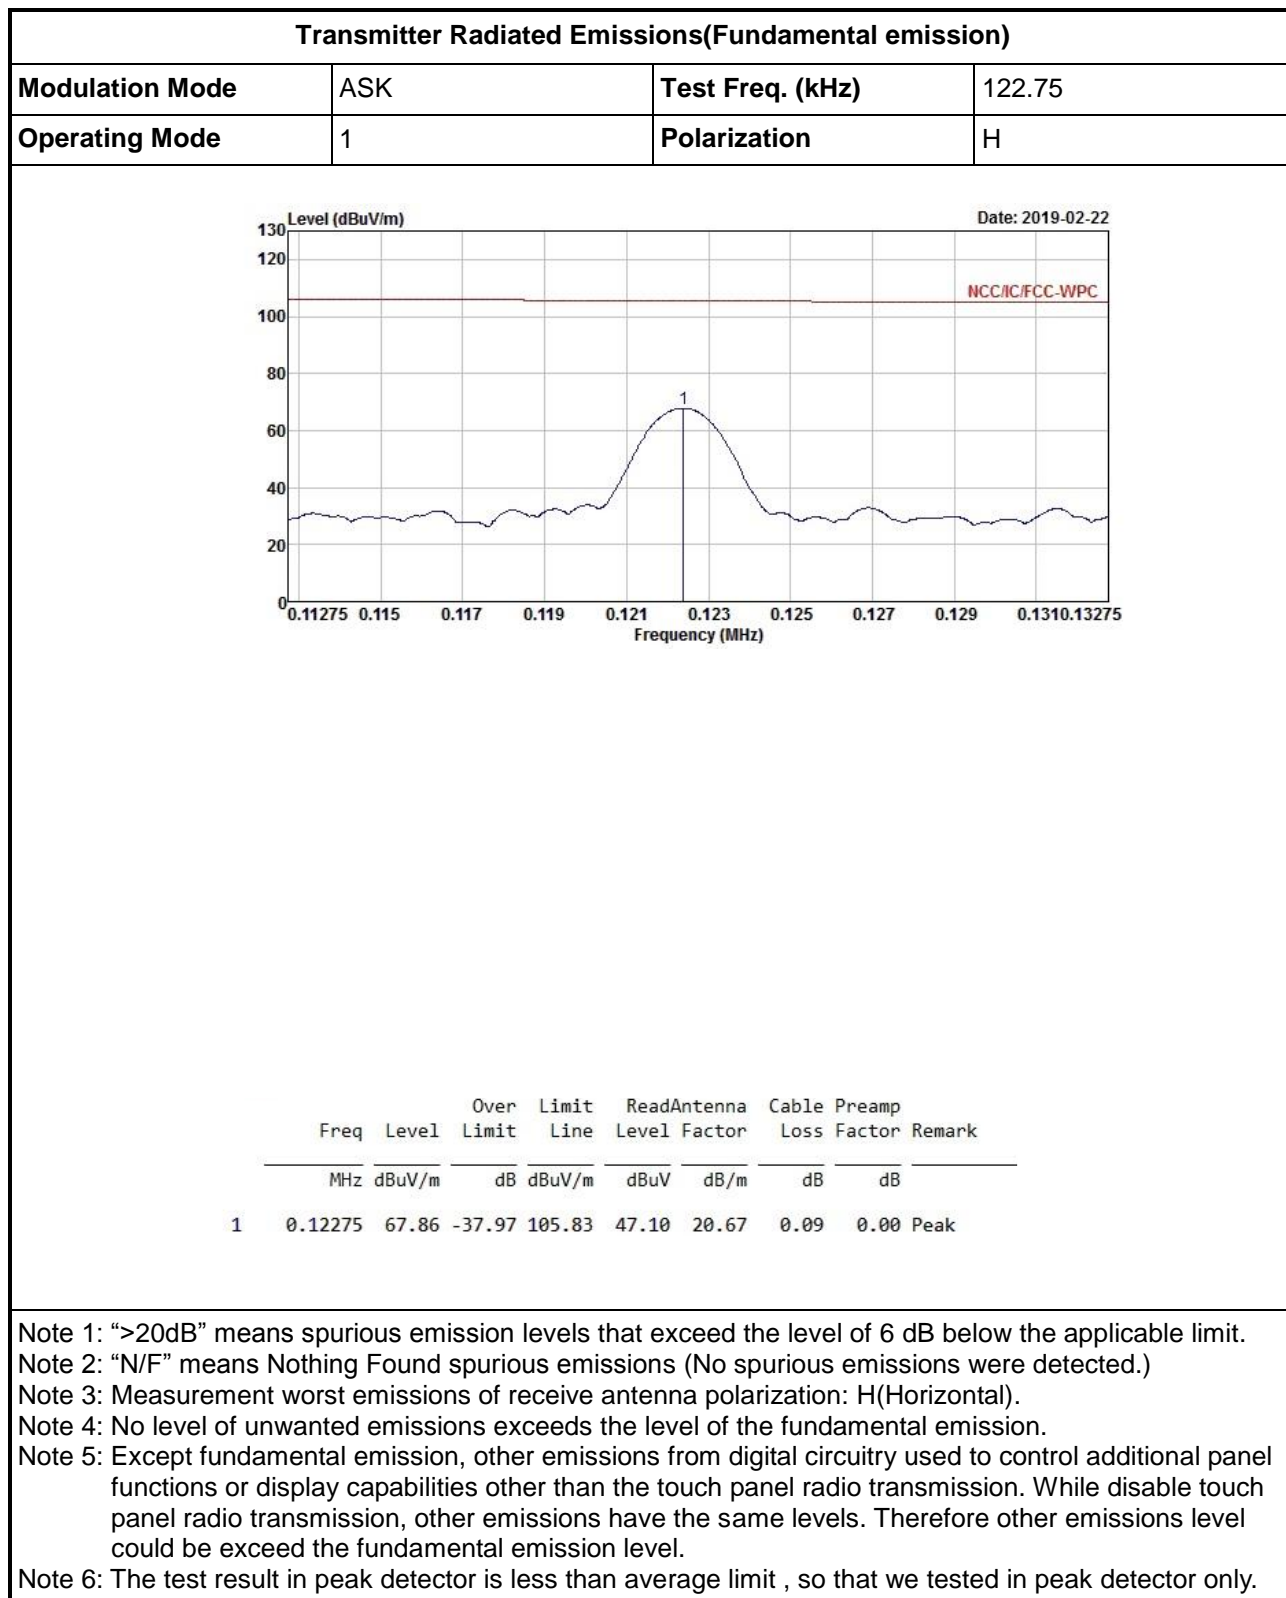 Transmitter Radiated Emissions(Fundamental emission)
Modulation Mode ASK Test Freq. (kHz) 122.75
Operating Mode 1 Polarization H
Level (dBuV/m) Date: 2019-02-22
130
120
NCC/IC/FCC-WPC
100
80
1
60
40
20
0
0.11275 0.115 0.117 0.119 0.121 0.123 0.125 0.127 0.129 0.131 0.13275
Frequency (MHz)
Over Limit ReadAntenna Cable Preamp
Freq Level Limit Line Level Factor Loss Factor Remark
MHz dBuV/m dB dBuV/m dBuV dB/m dB dB
1 0.12275 67.86 -37.97 105.83 47.10 20.67 0.09 0.00 Peak
Note 1: “>20dB” means spurious emission levels that exceed the level of 6 dB below the applicable limit.
Note 2: “N/F” means Nothing Found spurious emissions (No spurious emissions were detected.)
Note 3: Measurement worst emissions of receive antenna polarization: H(Horizontal).
Note 4: No level of unwanted emissions exceeds the level of the fundamental emission.
Note 5: Except fundamental emission, other emissions from digital circuitry used to control additional panel
functions or display capabilities other than the touch panel radio transmission. While disable touch
panel radio transmission, other emissions have the same levels. Therefore other emissions level
could be exceed the fundamental emission level.
Note 6: The test result in peak detector is less than average limit , so that we tested in peak detector only.